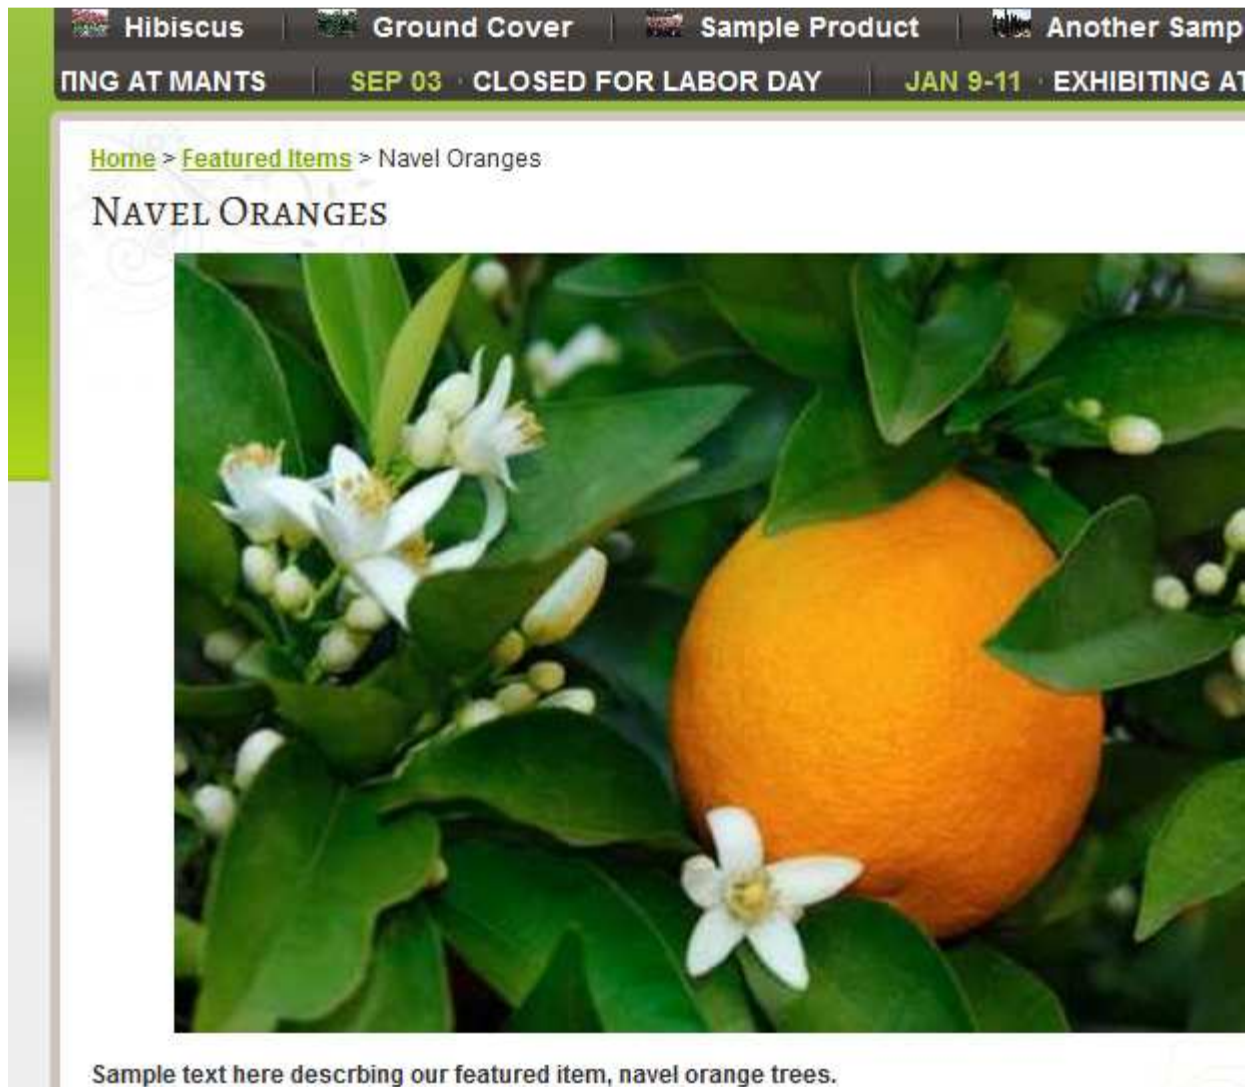 Hibiscus Ground Cover Sample Product Another Samp
TING AT MANTS SEP 03 · CLOSED FOR LABOR DAY JAN 9-11 · EXHIBITING AT
Home > Featured Items > Navel Oranges
NAVEL ORANGES
Sample text here descrbing our featured item, navel orange trees.